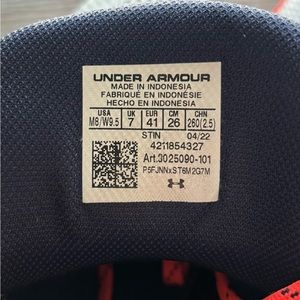 UNDER ARMOUR
MADE IN INDONESIA
FABRIQUÉ EN INDONÉSIE
HECHO EN INDONESIA
USA UK EUR CM CHN
M8/W9.5 7 41 26 260(2.5)
STIN 04/22
4211854327
Art.3025090-101
P5FJNNxST6M2G7M